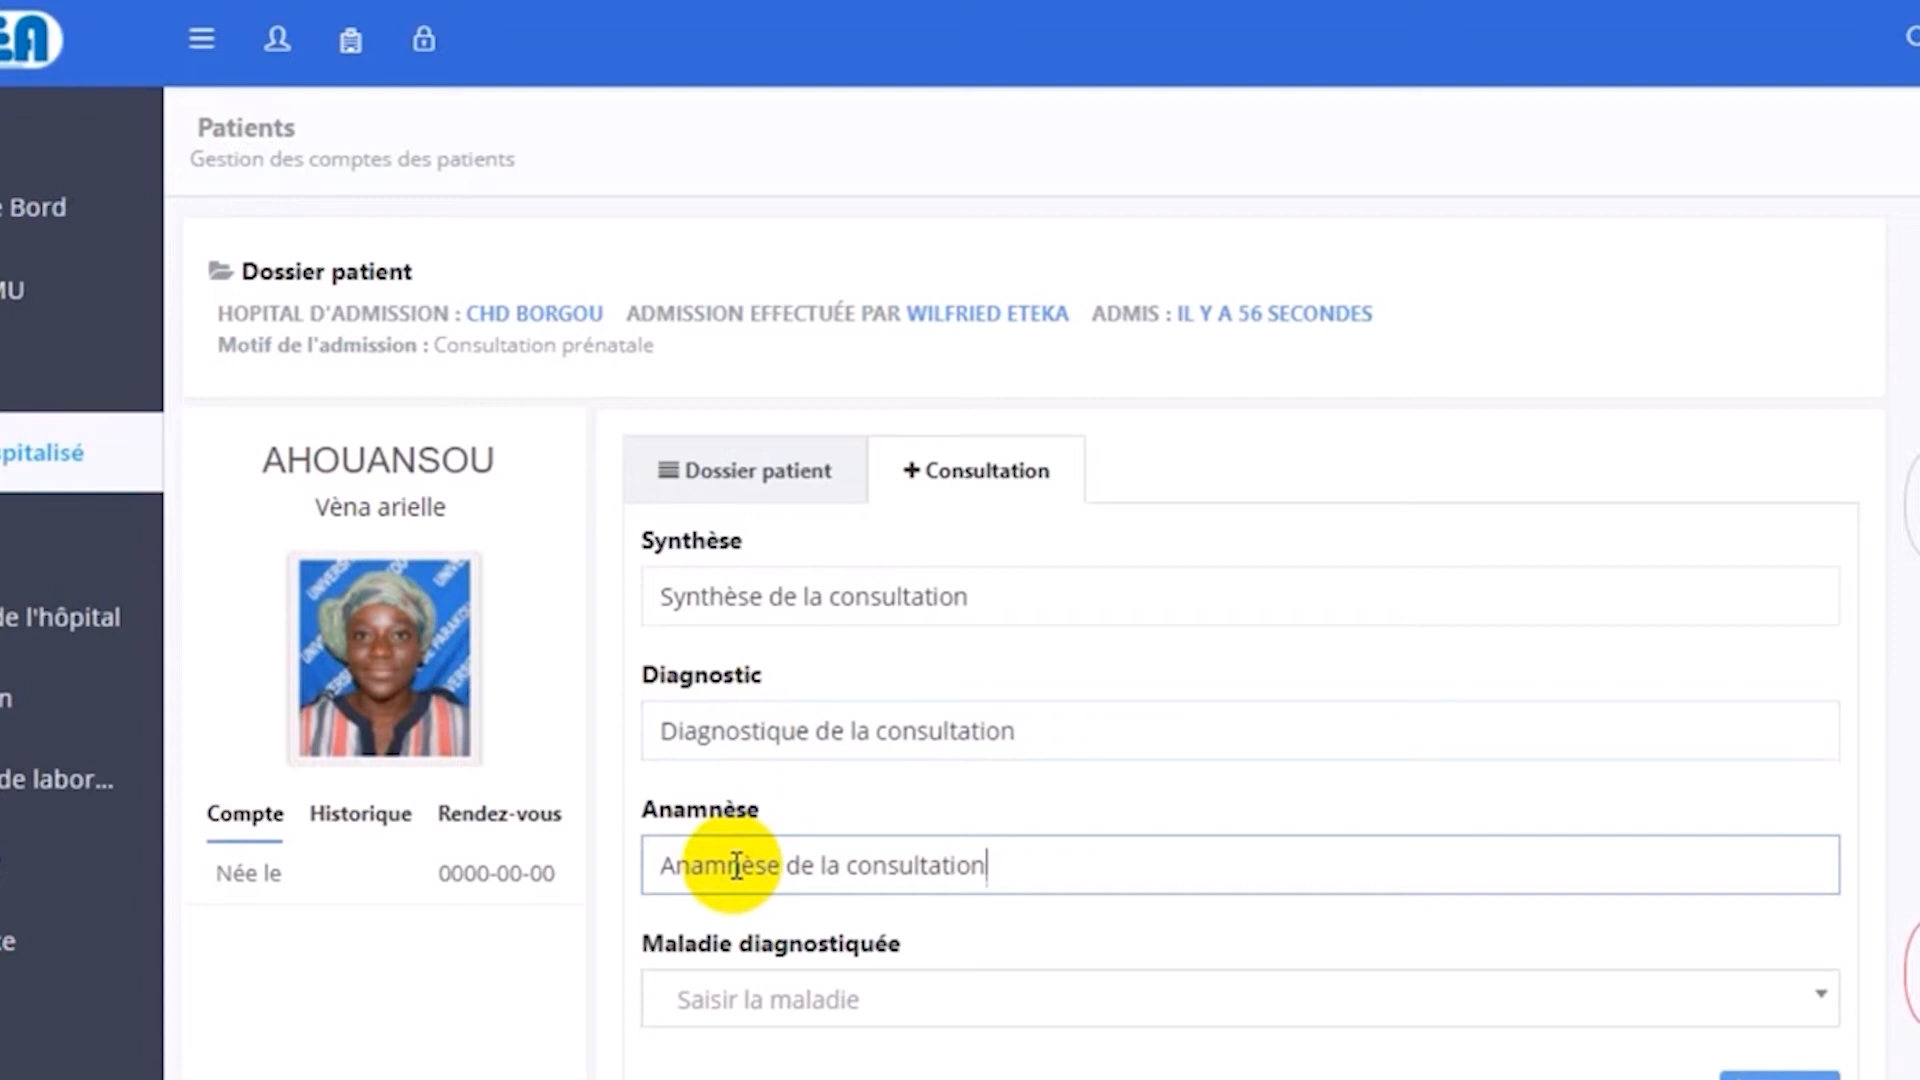 EA
Patients
Gestion des comptes des patients
e Bord
MU
Dossier patient
HOPITAL D'ADMISSION : CHD BORGOU ADMISSION EFFECTUÉE PAR WILFRIED ETEKA ADMIS : IL Y A 56 SECONDES
Motif de l'admission : Consultation prénatale
spitalisé
AHOUANSOU
Vèna arielle
Dossier patient
Consultation
Synthèse
Synthèse de la consultation
de l'hôpital
Diagnostic
n
Diagnostique de la consultation
de labor...
Compte Historique Rendez-vous
Née le 0000-00-00
Anamnèse
Anamnèse de la consultation
Maladie diagnostiquée
Saisir la maladie